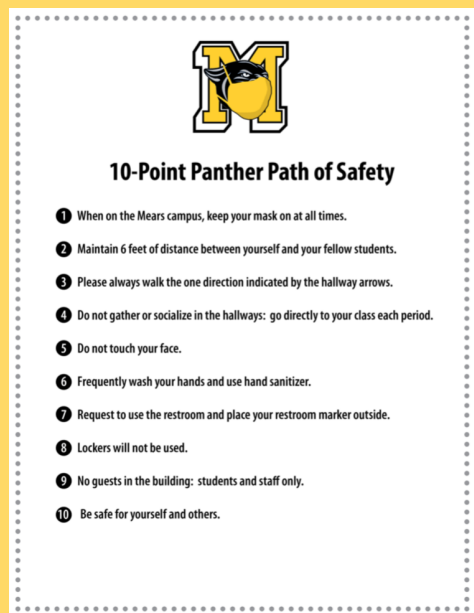 M
10-Point Panther Path of Safety
1 When on the Mears campus, keep your mask on at all times.
2 Maintain 6 feet of distance between yourself and your fellow students.
3 Please always walk the one direction indicated by the hallway arrows.
4 Do not gather or socialize in the hallways: go directly to your class each period.
5 Do not touch your face.
6 Frequently wash your hands and use hand sanitizer.
7 Request to use the restroom and place your restroom marker outside.
8 Lockers will not be used.
9 No guests in the building: students and staff only.
10 Be safe for yourself and others.